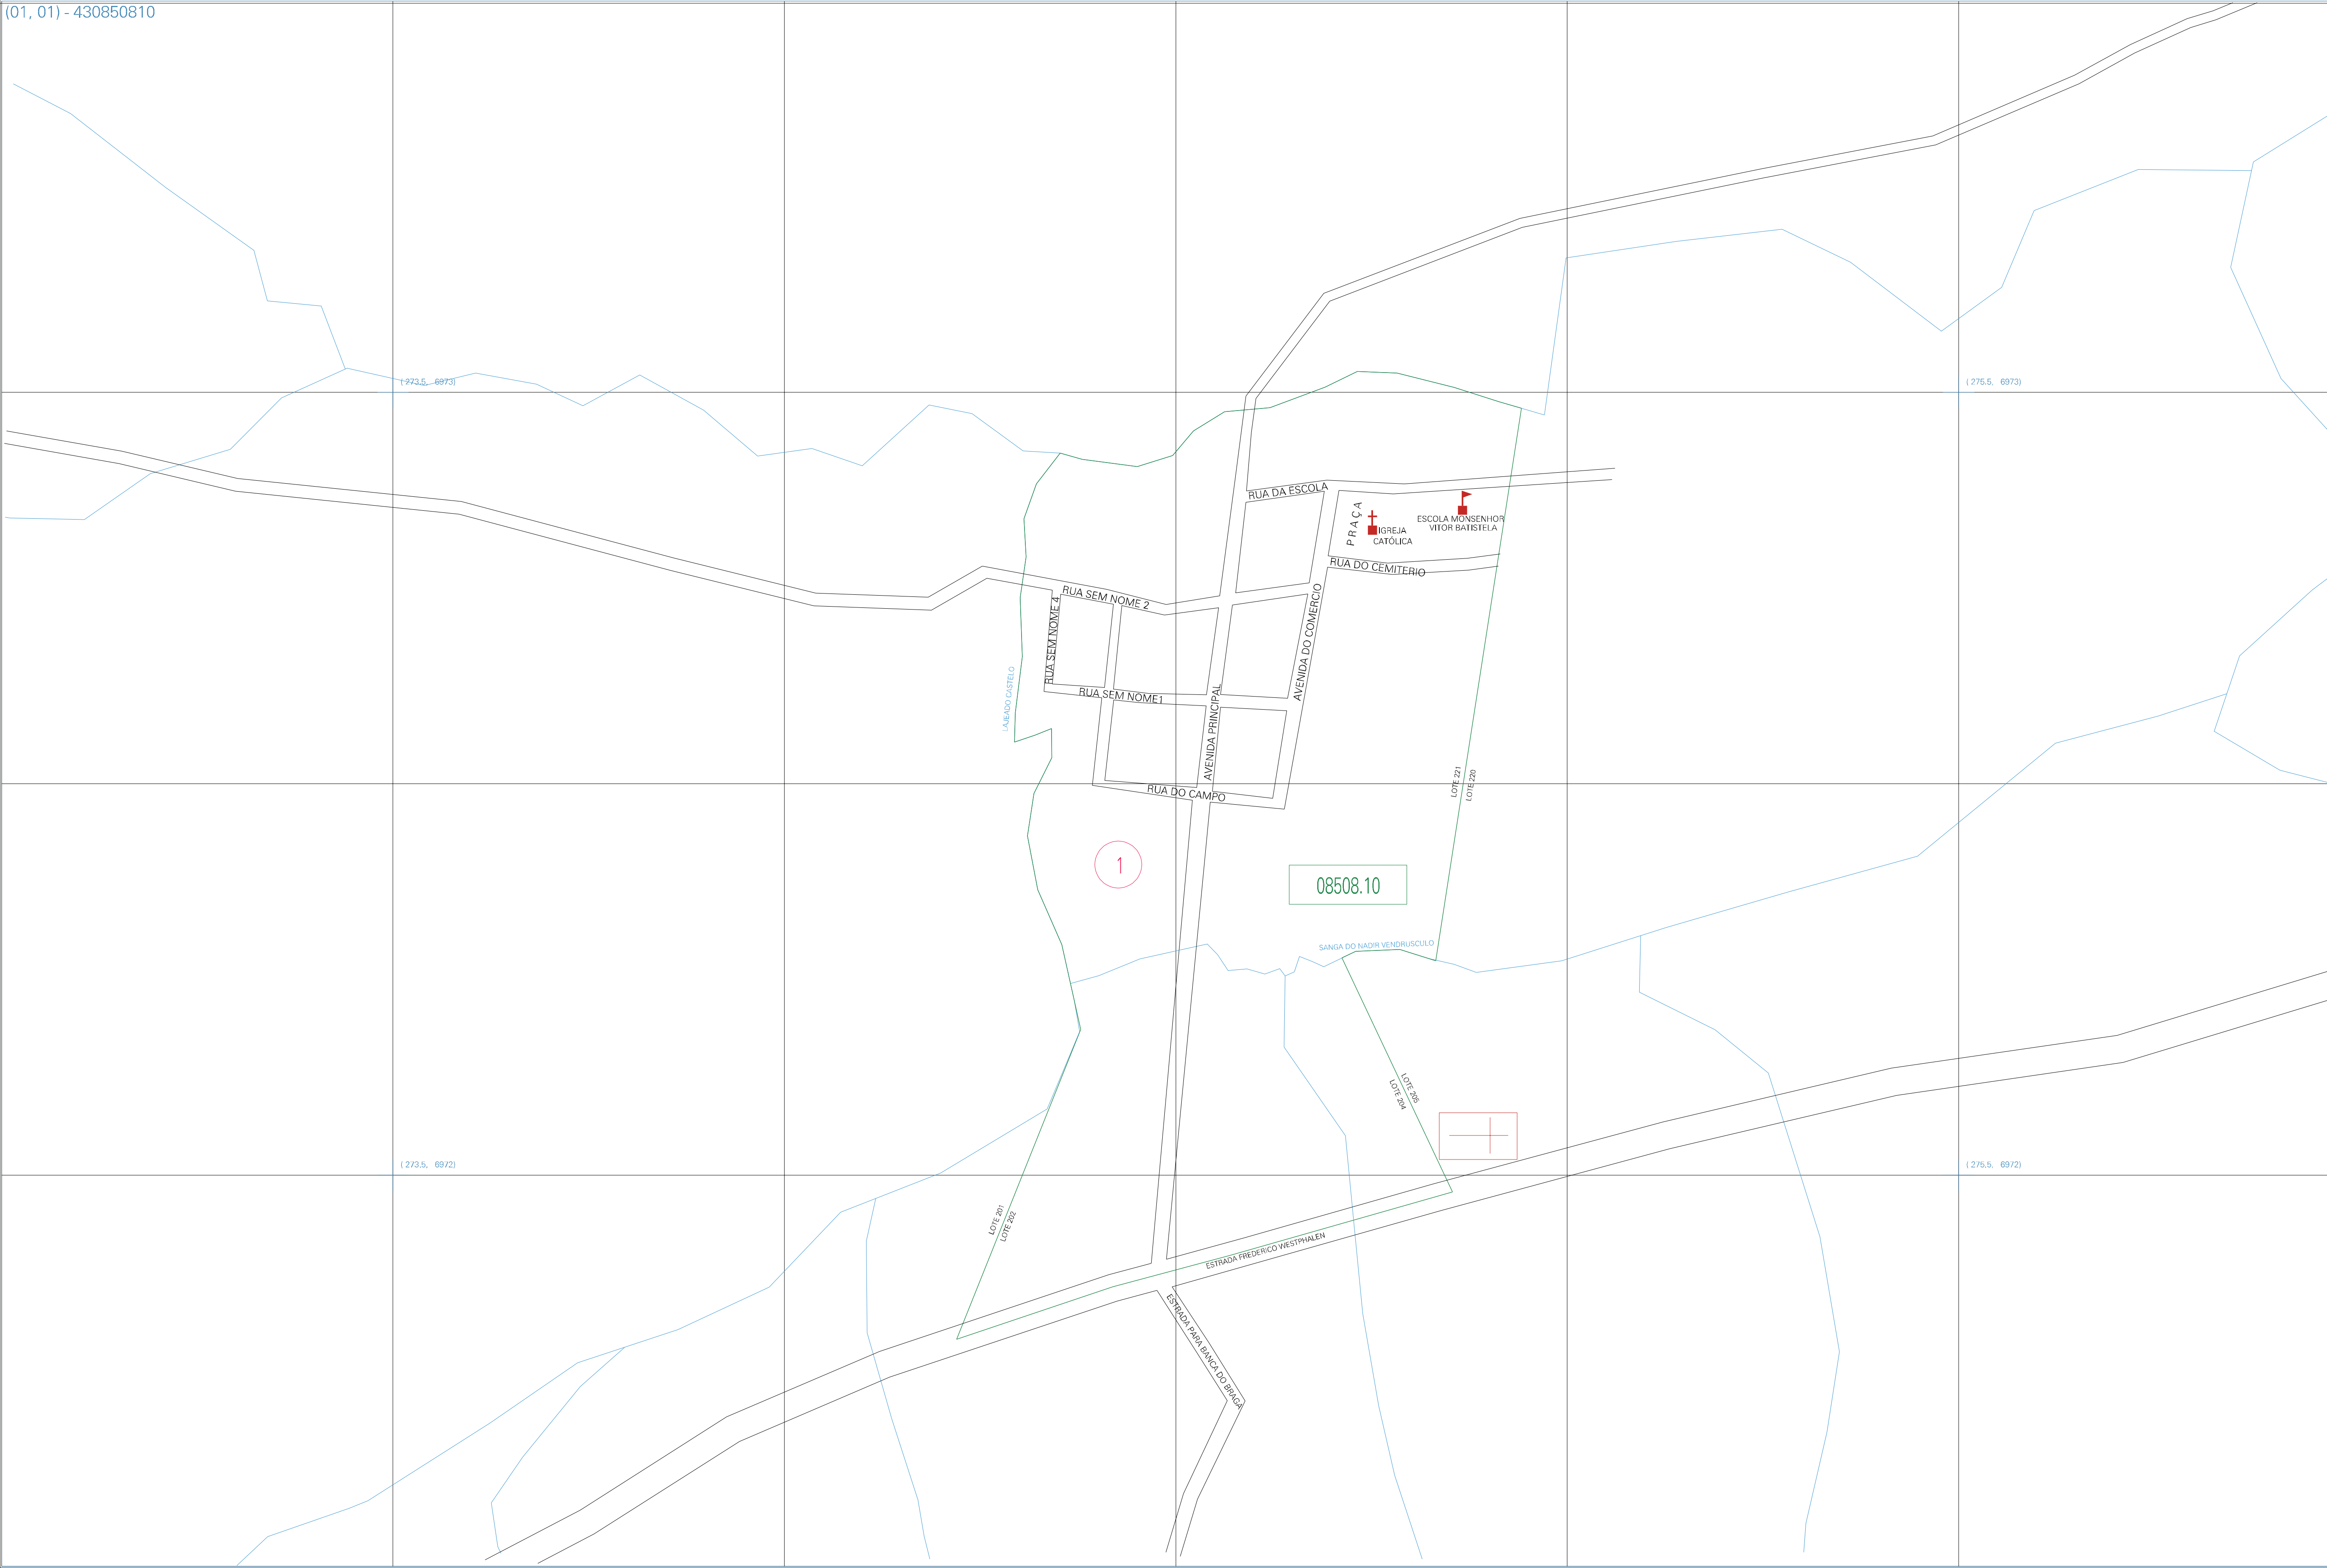 (01, 01) - 430850810
( 273,5, 6973)
( 275,5, 6973)
RUA DA ESCOLA
PRAÇA
IGREJA
CATÓLICA
ESCOLA MONSENHOR
VITOR BATISTELA
RUA DO CEMITERIO
RUA SEM NOME 2
RUA SEM NOME 4
AVENIDA DO COMERCIO
LAJEADO CASTELO
RUA SEM NOME1
AVENIDA PRINCIPAL
RUA DO CAMPO
LOTE 221
LOTE 220
1
08508.10
SANGA DO NADIR VENDRUSCULO
LOTE 205
LOTE 204
( 273,5, 6972)
( 275,5, 6972)
LOTE 201
LOTE 202
ESTRADA FREDERICO WESTPHALEN
ESTRADA PARA BANCA DO BRAGA